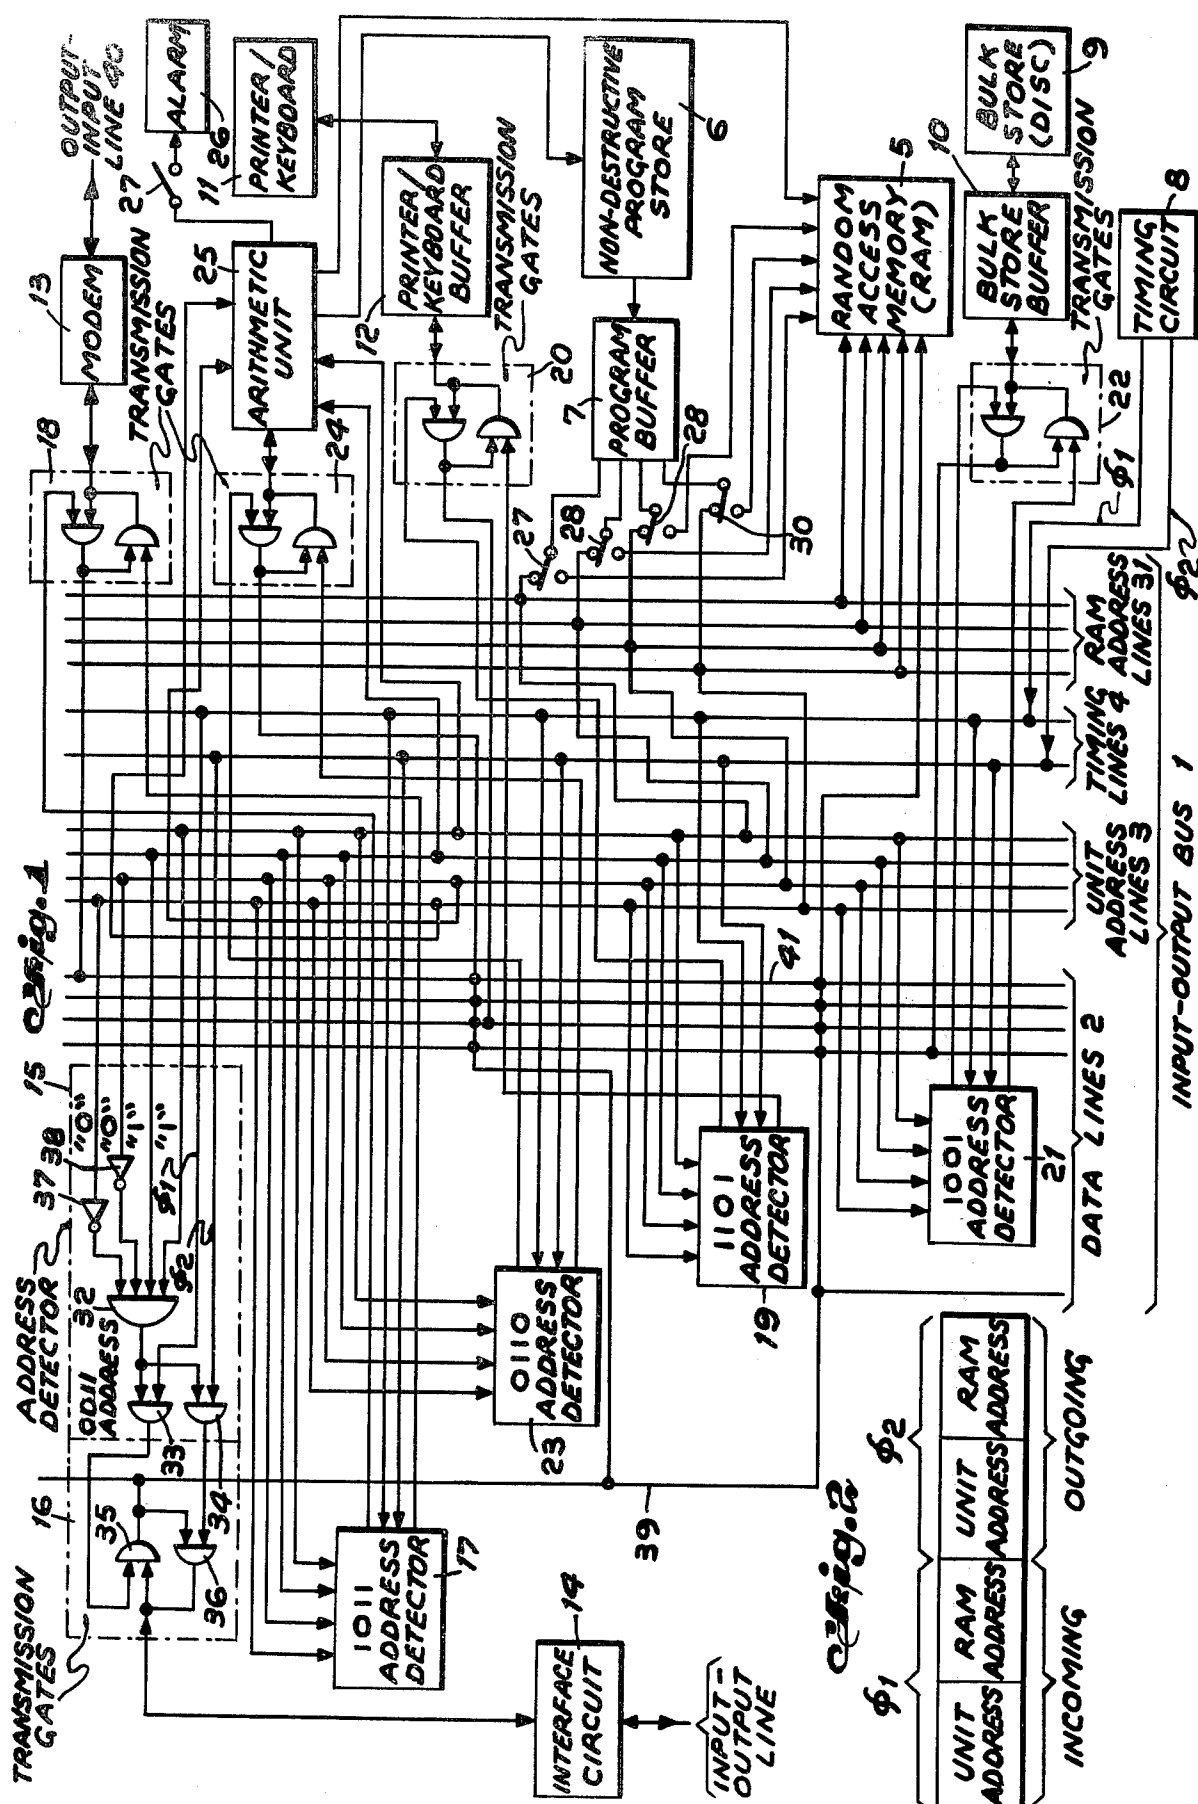 Fig. 1
OUTPUT-
INPUT
LINE 40
ALARM
26
27
13
MODEM
TRANSMISSION
GATES
18
11
PRINTER/
KEYBOARD
25
ARITHMETIC
UNIT
24
12
PRINTER/
KEYBOARD
BUFFER
TRANSMISSION
GATES
20
NON-DESTRUCTIVE
PROGRAM
STORE
6
7
PROGRAM
BUFFER
27
28
28
30
RANDOM
ACCESS
MEMORY
(RAM)
5
BULK
STORE
(DISC)
9
10
BULK
STORE
BUFFER
TRANSMISSION
GATES
22
TIMING
CIRCUIT
8
ϕ1
ϕ2
RAM
ADDRESS
LINES 31
TIMING
LINES 4
UNIT
ADDRESS
LINES 3
DATA LINES 2
INPUT-OUTPUT BUS 1
41
15
"0"
"0"
"1"
"1"
37
38
ϕ1
ϕ2
ADDRESS
DETECTOR
32
0011
ADDRESS
33
34
TRANSMISSION
GATES
16
35
36
1011
ADDRESS
DETECTOR
17
0110
ADDRESS
DETECTOR
23
1101
ADDRESS
DETECTOR
19
1001
ADDRESS
DETECTOR
21
39
INTERFACE
CIRCUIT
14
INPUT-
OUTPUT
LINE
Fig. 2
ϕ1
ϕ2
UNIT
ADDRESS
RAM
ADDRESS
UNIT
ADDRESS
RAM
ADDRESS
INCOMING
OUTGOING